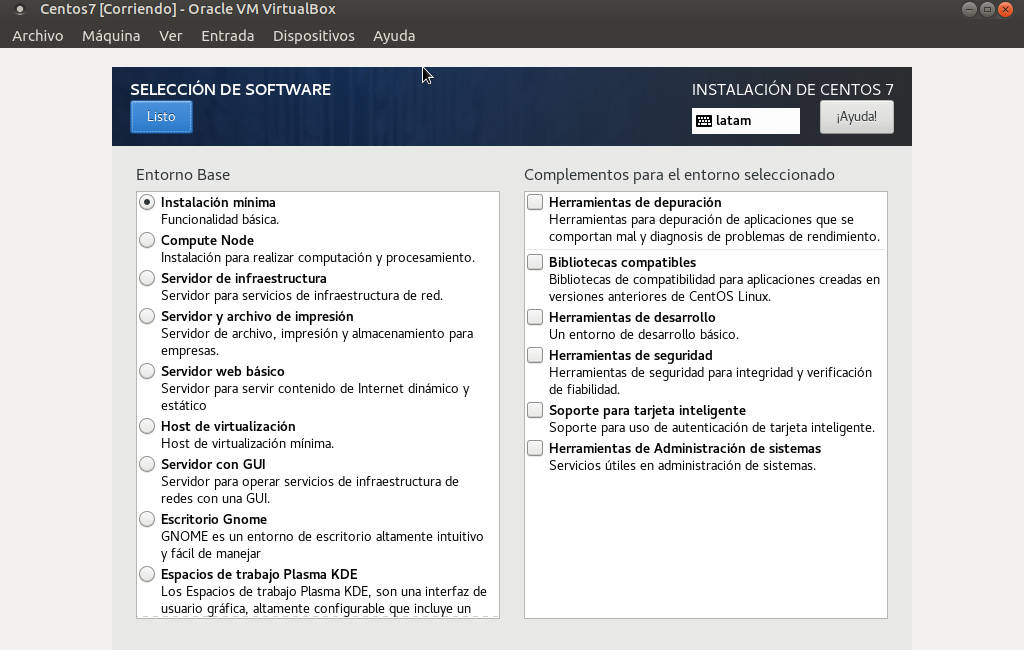 Centos7 [Corriendo] - Oracle VM VirtualBox
Archivo Máquina Ver Entrada Dispositivos Ayuda
SELECCIÓN DE SOFTWARE
Listo
INSTALACIÓN DE CENTOS 7
latam
¡Ayuda!
Entorno Base
Instalación mínima
Funcionalidad básica.
Compute Node
Instalación para realizar computación y procesamiento.
Servidor de infraestructura
Servidor para servicios de infraestructura de red.
Servidor y archivo de impresión
Servidor de archivo, impresión y almacenamiento para
empresas.
Servidor web básico
Servidor para servir contenido de Internet dinámico y
estático
Host de virtualización
Host de virtualización mínima.
Servidor con GUI
Servidor para operar servicios de infraestructura de
redes con una GUI.
Escritorio Gnome
GNOME es un entorno de escritorio altamente intuitivo
y fácil de manejar
Espacios de trabajo Plasma KDE
Los Espacios de trabajo Plasma KDE, son una interfaz de
usuario gráfica, altamente configurable que incluye un
Complementos para el entorno seleccionado
Herramientas de depuración
Herramientas para depuración de aplicaciones que se
comportan mal y diagnosis de problemas de rendimiento.
Bibliotecas compatibles
Bibliotecas de compatibilidad para aplicaciones creadas en
versiones anteriores de CentOS Linux.
Herramientas de desarrollo
Un entorno de desarrollo básico.
Herramientas de seguridad
Herramientas de seguridad para integridad y verificación
de fiabilidad.
Soporte para tarjeta inteligente
Soporte para uso de autenticación de tarjeta inteligente.
Herramientas de Administración de sistemas
Servicios útiles en administración de sistemas.